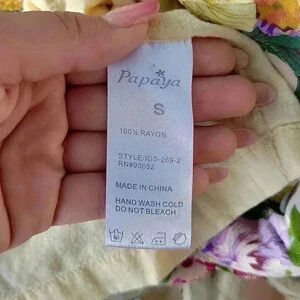 Papaya
S
100% RAYON
STYLE/IGS-269-2
RN#95652
MADE IN CHINA
HAND WASH COLD
DO NOT BLEACH